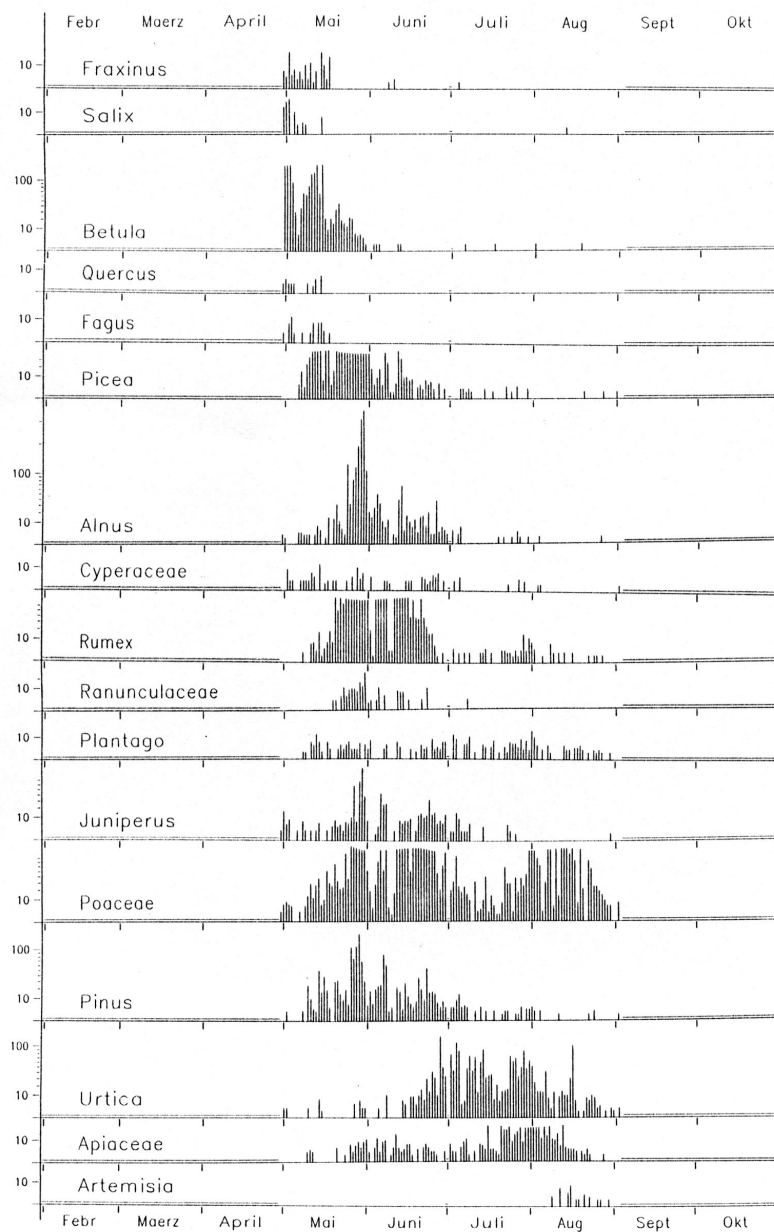 Febr Maerz April Mai Juni Juli Aug Sept Okt
10 Fraxinus
10 Salix
100
10 Betula
10 Quercus
10 Fagus
10 Picea
100
10 Alnus
10 Cyperaceae
10 Rumex
10 Ranunculaceae
10 Plantago
10 Juniperus
10 Poaceae
100
10 Pinus
100
10 Urtica
10 Apiaceae
10 Artemisia
Febr Maerz April Mai Juni Juli Aug Sept Okt